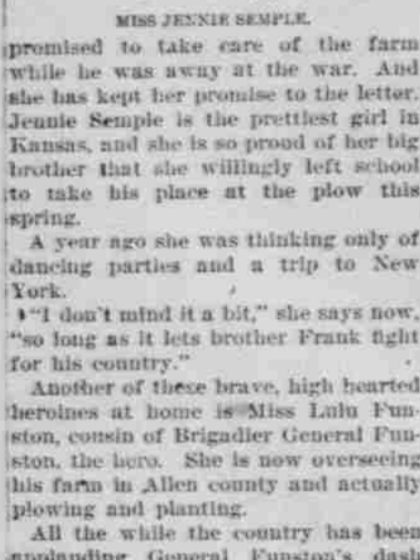 MISS JENNIE SEMPLE.
promised to take care of the farm
while he was away at the war. And
she has kept her promise to the letter.
Jennie Semple is the prettiest girl in
Kansas, and she is so proud of her big
brother that she willingly left school
to take his place at the plow this
spring.
A year ago she was thinking only of
dancing parties and a trip to New
York.
"I don't mind it a bit," she says now,
"so long as it lets brother Frank fight
for his country."
Another of these brave, high hearted
heroines at home is Miss Lulu Fun-
ston, cousin of Brigadier General Fun-
ston, the hero. She is now overseeing
his farm in Allen county and actually
plowing and planting.
All the while the country has been
applauding General Funston's dash